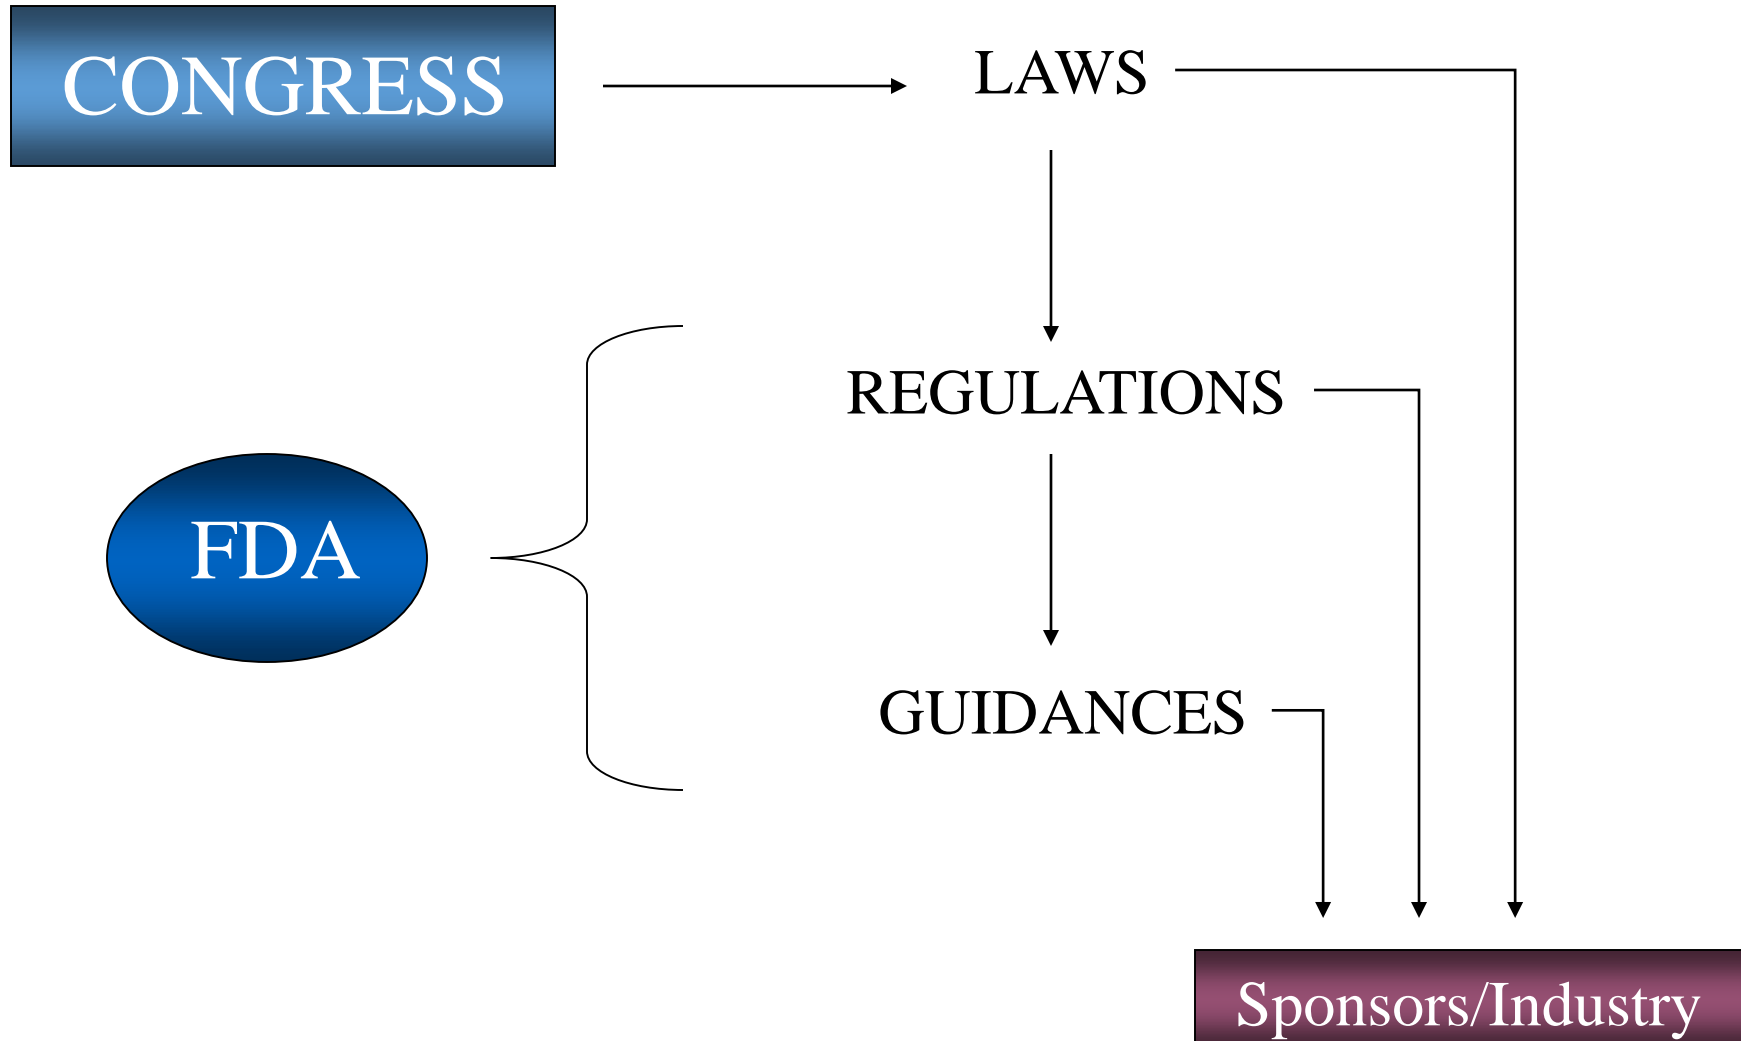 CONGRESS
LAWS
REGULATIONS
FDA
GUIDANCES
Sponsors/Industry